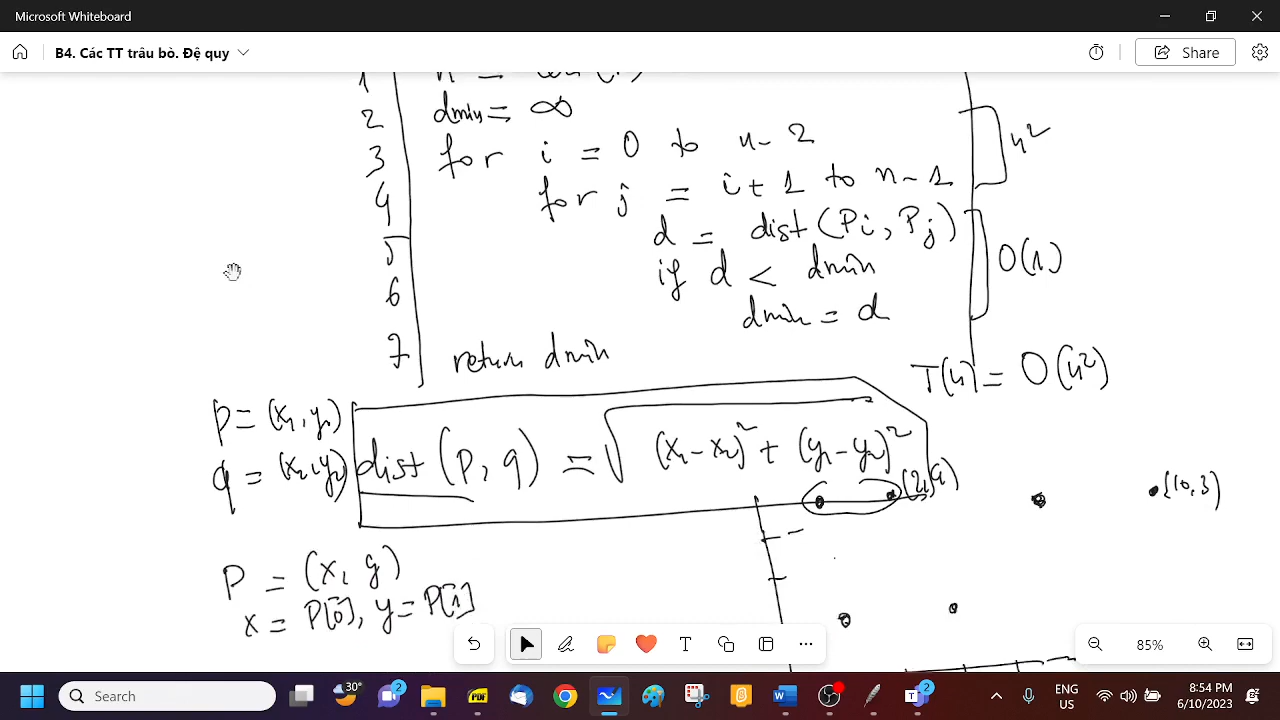 Microsoft Whiteboard
B4. Các TT trâu bò. Đệ quy
Share
1
2 dmin = ∞
3 for i = 0 to n - 2
4 for j = i + 1 to n - 1
n²
5 d = dist(Pi, Pj)
6 if d < dmin
dmin = d
O(1)
7 return dmin
T(n) = O(n²)
p = (x₁, y₁)
q = (x₂, y₂)
dist(p, q) = √(x₁ - x₂)² + (y₁ - y₂)²
{10, 3)
P = (x, y)
x = P[0], y = P[1]
85%
Search
30°
2
PDF
2
ENG
US
8:54 PM
6/10/2023